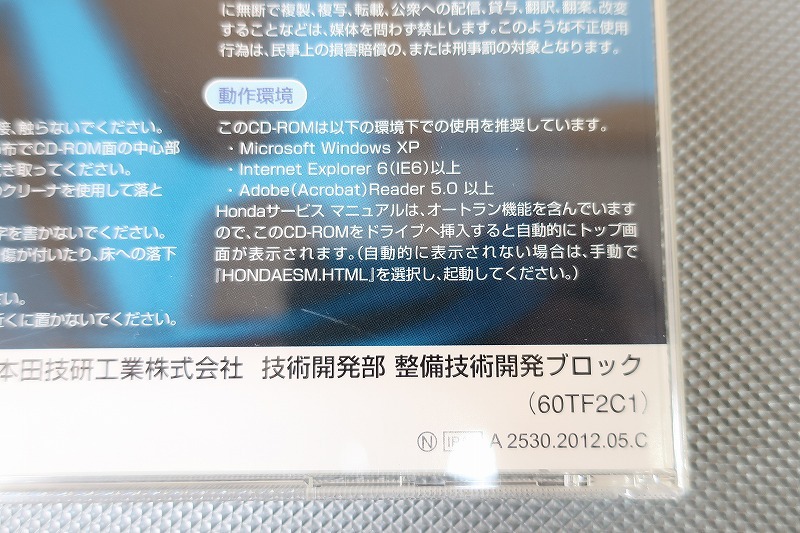 に無断で複製、複写、転載、公衆への配信、貸与、翻訳、翻案、改変
することなどは、媒体を問わず禁止します。このような不正使用
行為は、民事上の損害賠償の、または刑事罰の対象となります。
動作環境
このCD-ROMは以下の環境下での使用を推奨しています。
・Microsoft Windows XP
・Internet Explorer 6(IE6)以上
・Adobe(Acrobat)Reader 5.0 以上
Hondaサービス マニュアルは、オートラン機能を含んでいます
ので、このCD-ROMをドライブへ挿入すると自動的にトップ画
面が表示されます。(自動的に表示されない場合は、手動で
『HONDAESM.HTML』を選択し、起動してください。)
触らないでください。
布でCD-ROM面の中心部
取ってください。
クリーナを使用して落と
字を書かないでください。
傷が付いたり、床への落下
い。
くに置かないでください。
本田技研工業株式会社 技術開発部 整備技術開発ブロック
(60TF2C1)
Ⓝ A 2530.2012.05.C